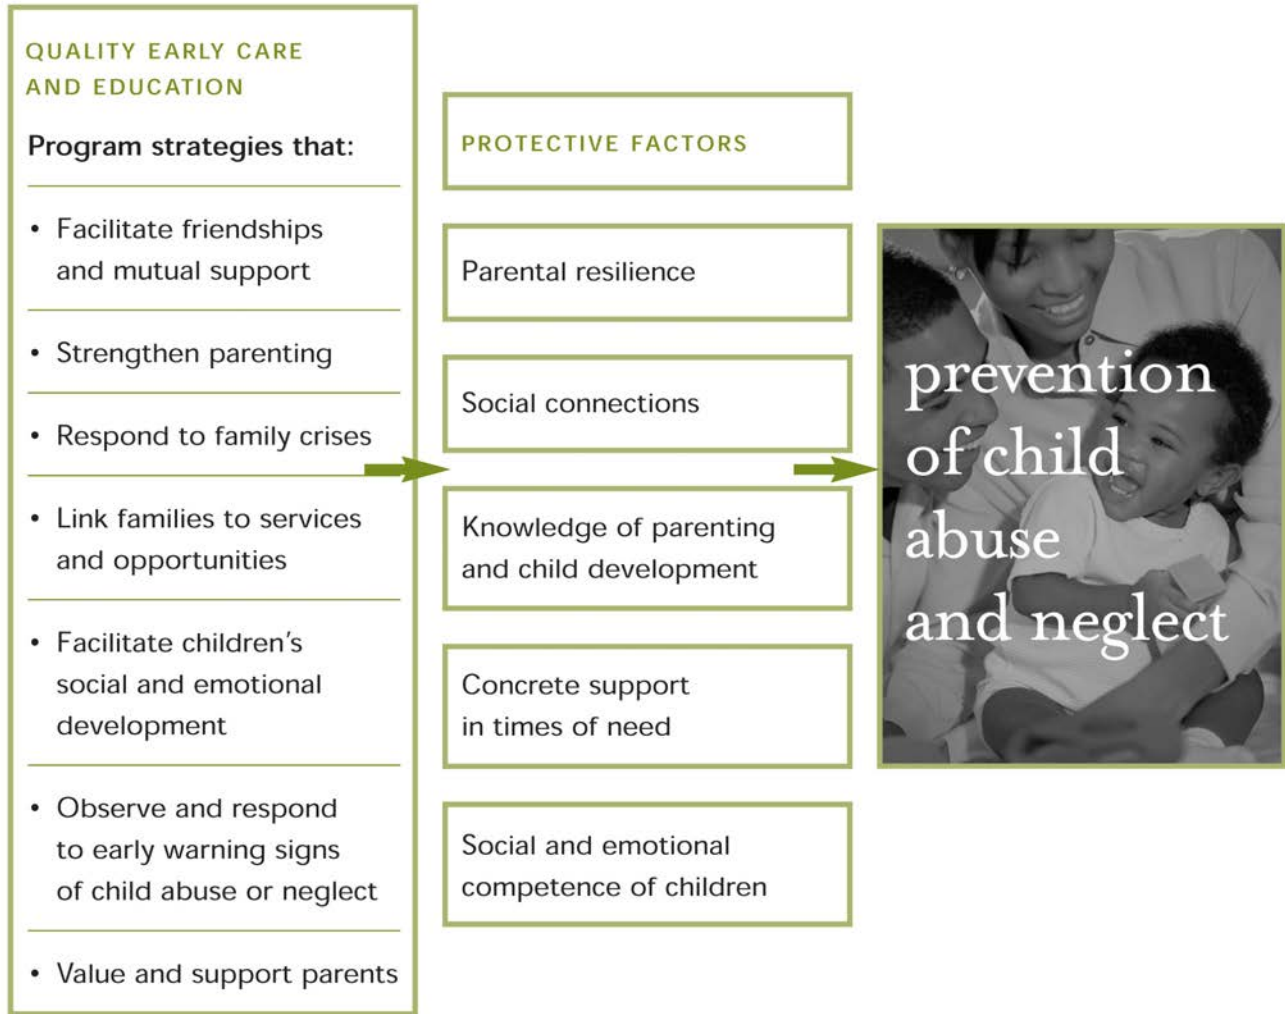 QUALITY EARLY CARE
AND EDUCATION
Program strategies that:
• Facilitate friendships
and mutual support
• Strengthen parenting
• Respond to family crises
• Link families to services
and opportunities
• Facilitate children’s
social and emotional
development
• Observe and respond
to early warning signs
of child abuse or neglect
• Value and support parents
PROTECTIVE FACTORS
Parental resilience
Social connections
Knowledge of parenting
and child development
Concrete support
in times of need
Social and emotional
competence of children
prevention
of child
abuse
and neglect